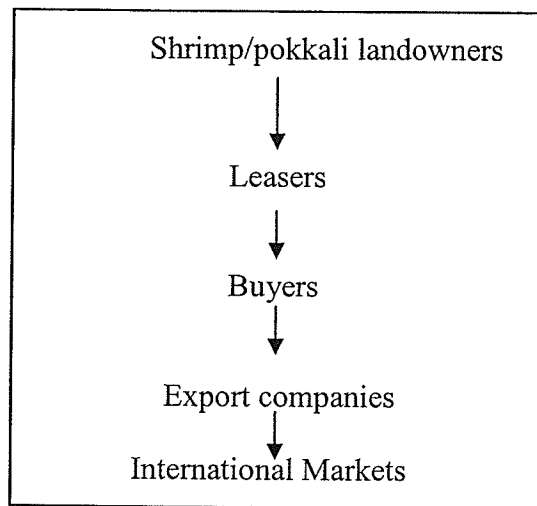 Shrimp/pokkali landowners
Leasers
Buyers
Export companies
International Markets